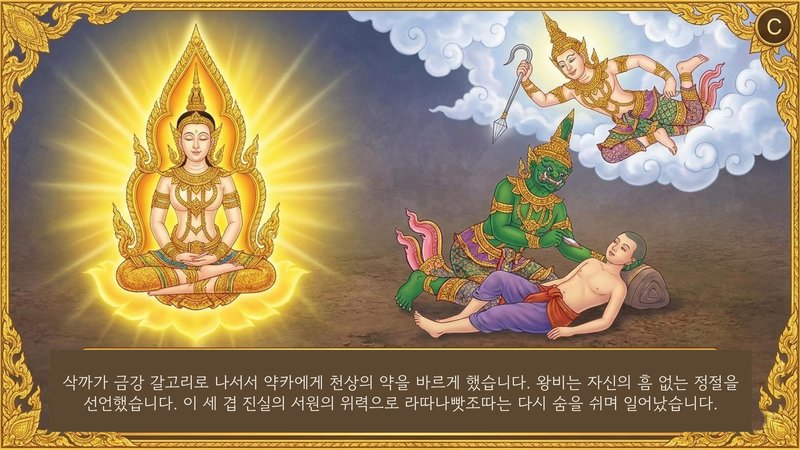 C
삭까가 금강 갈고리로 나서서 약카에게 천상의 약을 바르게 했습니다. 왕비는 자신의 흠 없는 정절을
선언했습니다. 이 세 겹 진실의 서원의 위력으로 라따나빳조따는 다시 숨을 쉬며 일어났습니다.